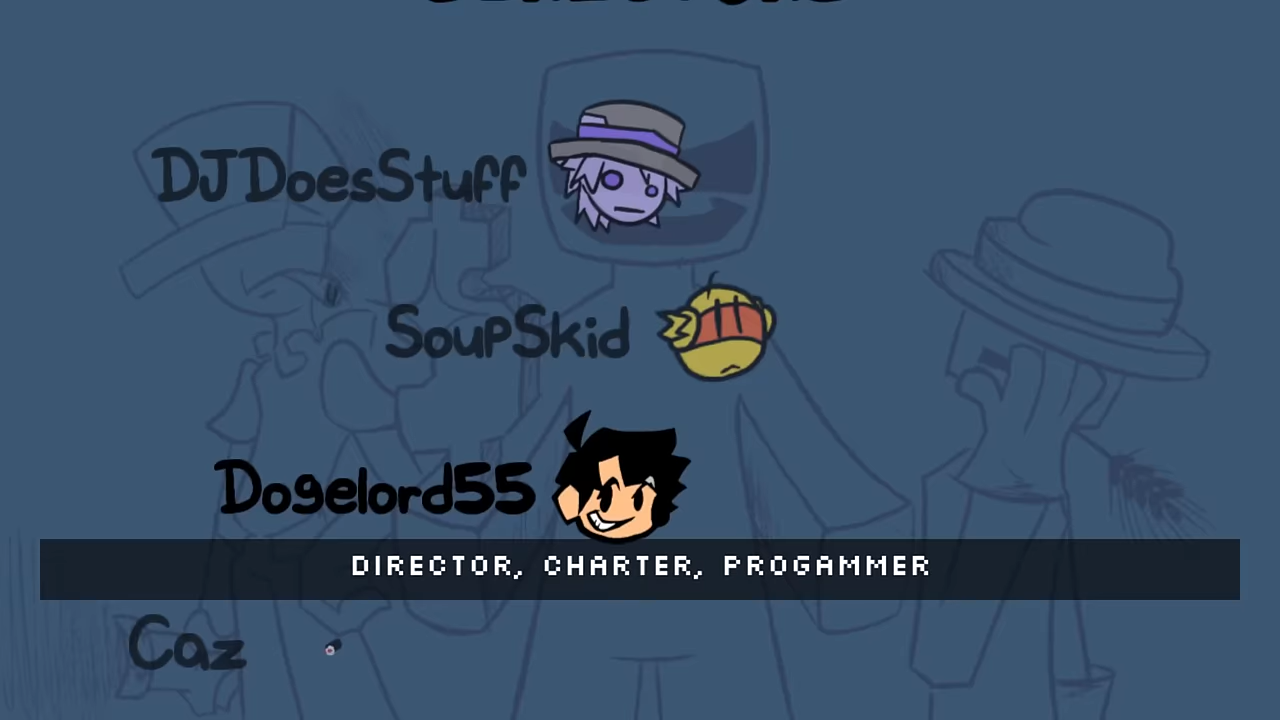 DJDoesStuff
SoupSkid
Dogelord55
DIRECTOR, CHARTER, PROGAMMER
Caz